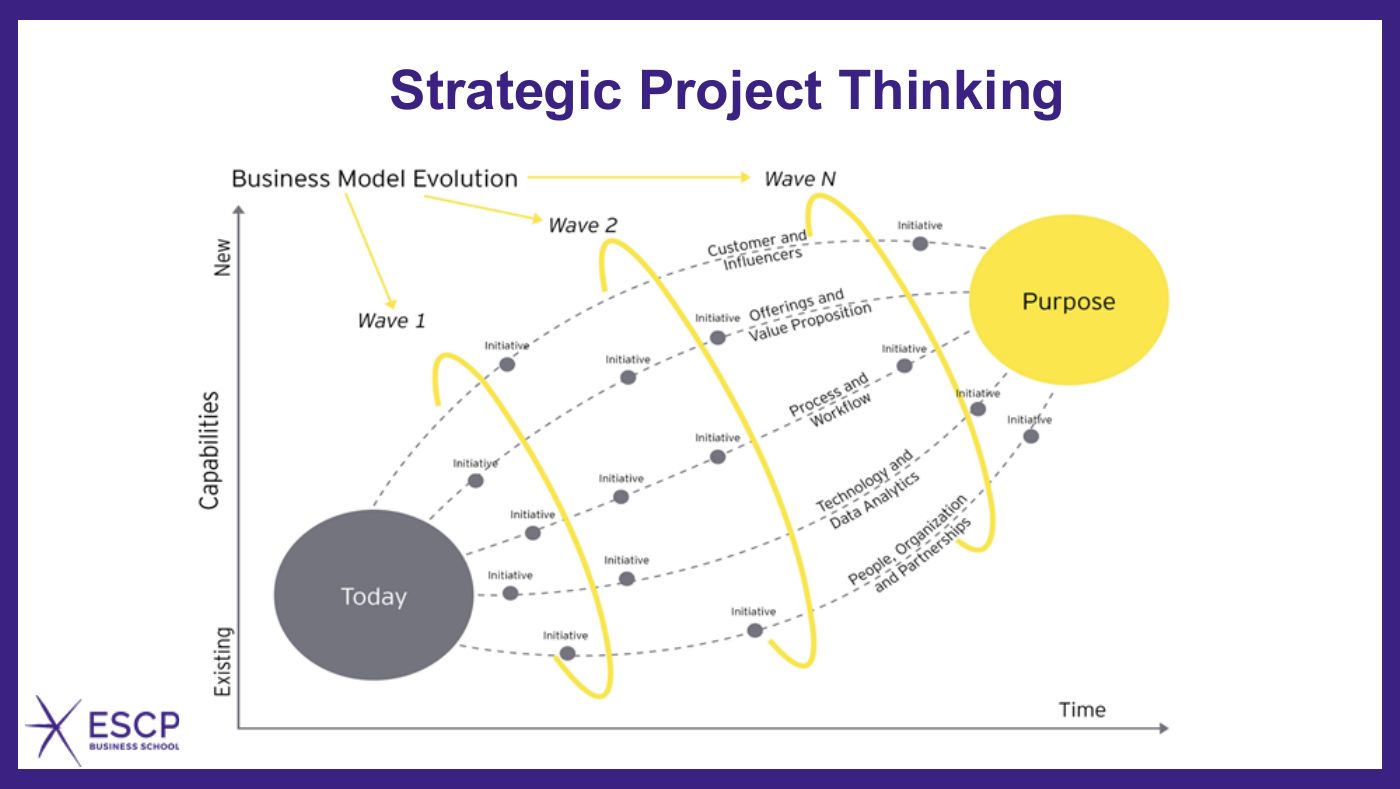 Strategic Project Thinking
Business Model Evolution
Wave N
Wave 2
Wave 1
New
Capabilities
Existing
Customer and
Influencers
Initiative
Offerings and
Value Proposition
Initiative
Initiative
Initiative
Initiative
Process and
Workflow
Initiative
Initiative
Initiative
Initiative
Initiative
Initiative
Technology and
Data Analytics
Initiative
Initiative
People, Organization
and Partnerships
Initiative
Initiative
Initiative
Purpose
Today
Time
ESCP
BUSINESS SCHOOL